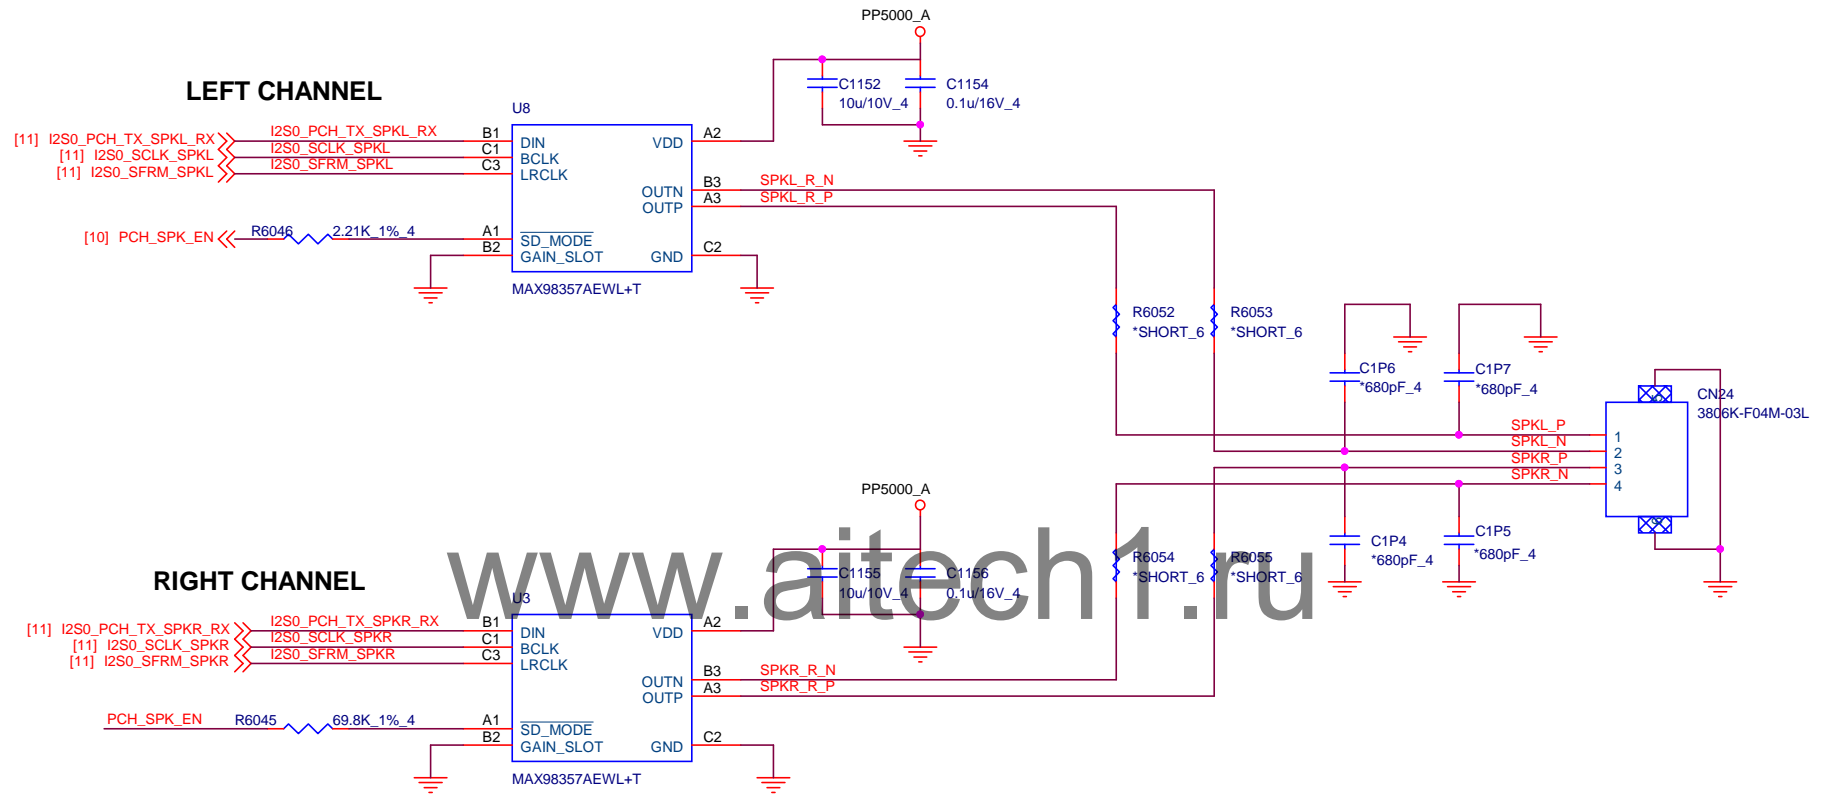 PP5000_A
LEFT CHANNEL
C1152
10u/10V_4
C1154
0.1u/16V_4
U8
[11] I2S0_PCH_TX_SPKL_RX
I2S0_PCH_TX_SPKL_RX
B1
DIN
VDD
A2
[11] I2S0_SCLK_SPKL
I2S0_SCLK_SPKL
C1
BCLK
[11] I2S0_SFRM_SPKL
I2S0_SFRM_SPKL
C3
LRCLK
OUTN
B3
SPKL_R_N
OUTP
A3
SPKL_R_P
[10] PCH_SPK_EN
R6046
2.21K_1%_4
A1
SD_MODE
B2
GAIN_SLOT
GND
C2
MAX98357AEWL+T
R6052
*SHORT_6
R6053
*SHORT_6
C1P6
*680pF_4
C1P7
*680pF_4
CN24
3806K-F04M-03L
SPKL_P
1
SPKL_N
2
SPKR_P
3
SPKR_N
4
5
6
PP5000_A
C1P4
*680pF_4
C1P5
*680pF_4
R6054
*SHORT_6
R6055
*SHORT_6
www.aitech1.ru
RIGHT CHANNEL
C1155
10u/10V_4
C1156
0.1u/16V_4
U3
[11] I2S0_PCH_TX_SPKR_RX
I2S0_PCH_TX_SPKR_RX
B1
DIN
VDD
A2
[11] I2S0_SCLK_SPKR
I2S0_SCLK_SPKR
C1
BCLK
[11] I2S0_SFRM_SPKR
I2S0_SFRM_SPKR
C3
LRCLK
OUTN
B3
SPKR_R_N
OUTP
A3
SPKR_R_P
PCH_SPK_EN
R6045
69.8K_1%_4
A1
SD_MODE
B2
GAIN_SLOT
GND
C2
MAX98357AEWL+T